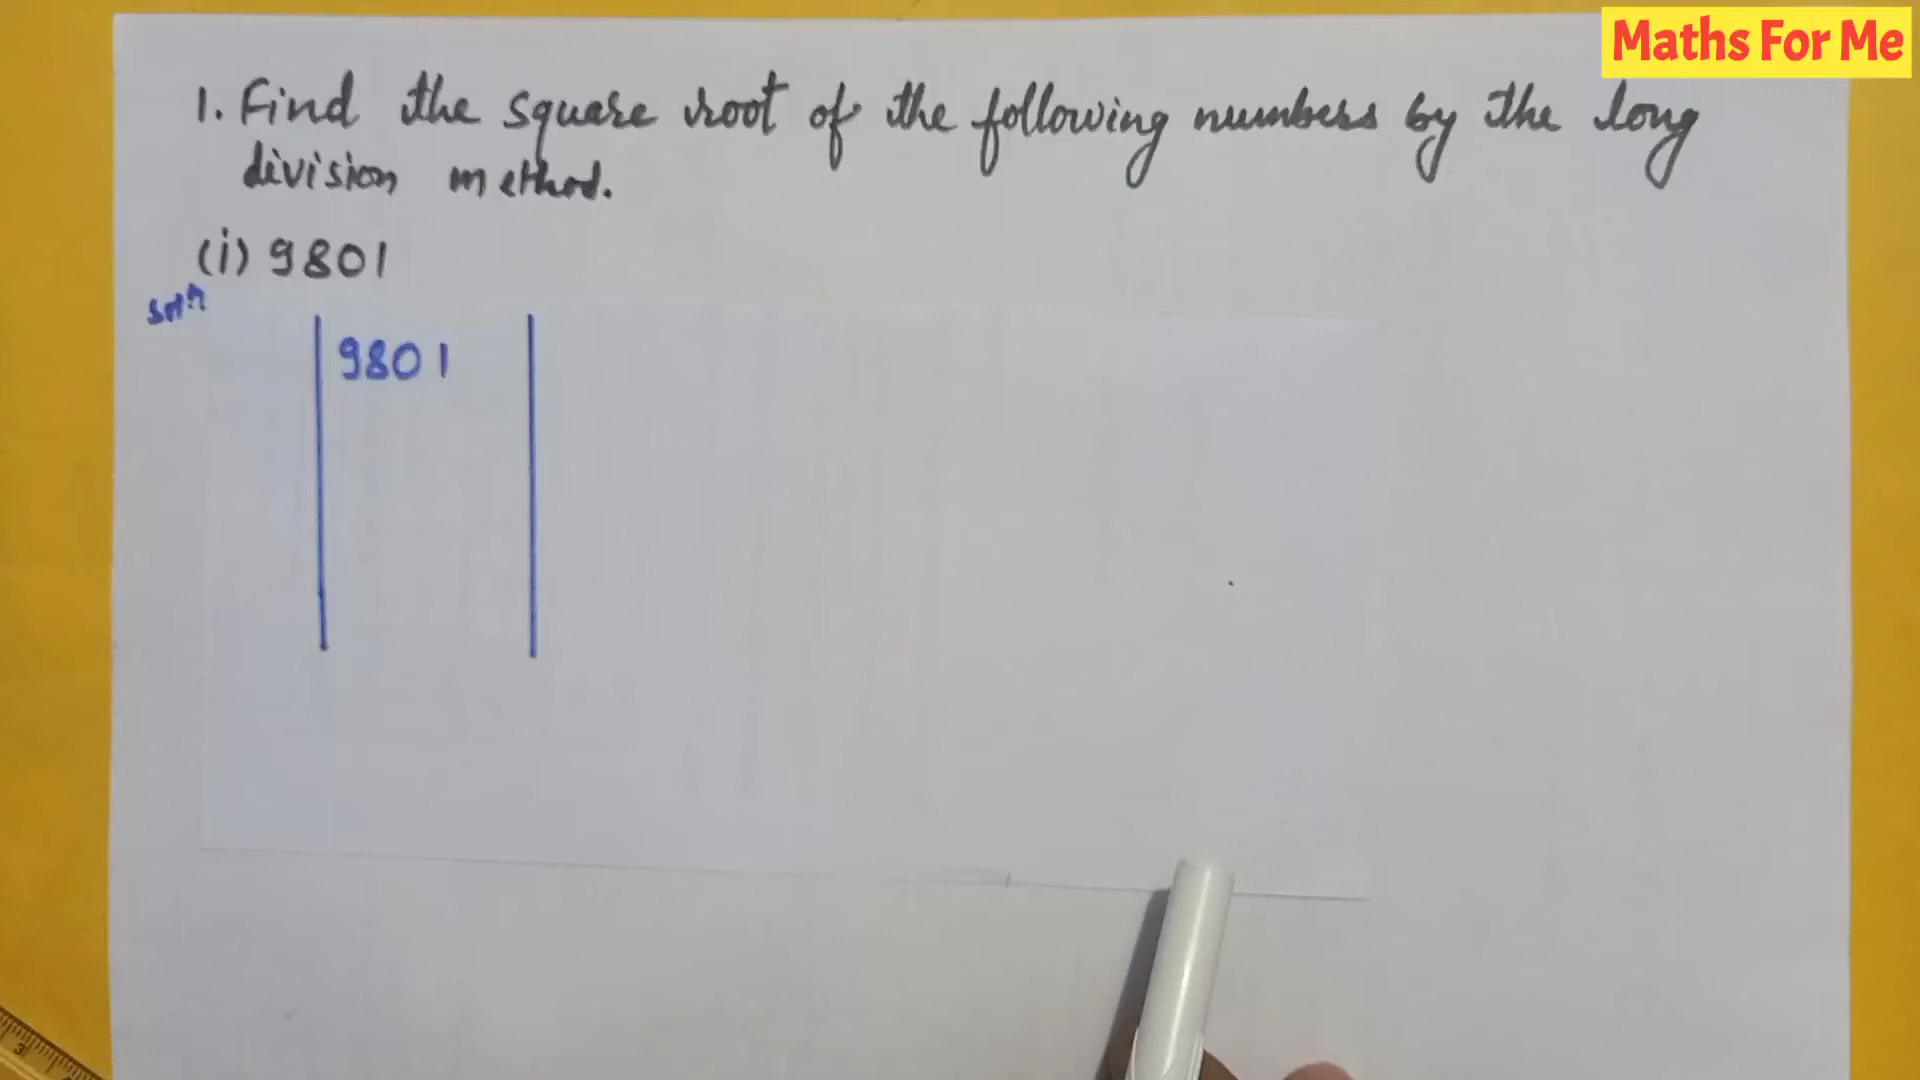 Maths For Me
1. Find the square root of the following numbers by the long
division method.
(i) 9801
Solⁿ
9801
3